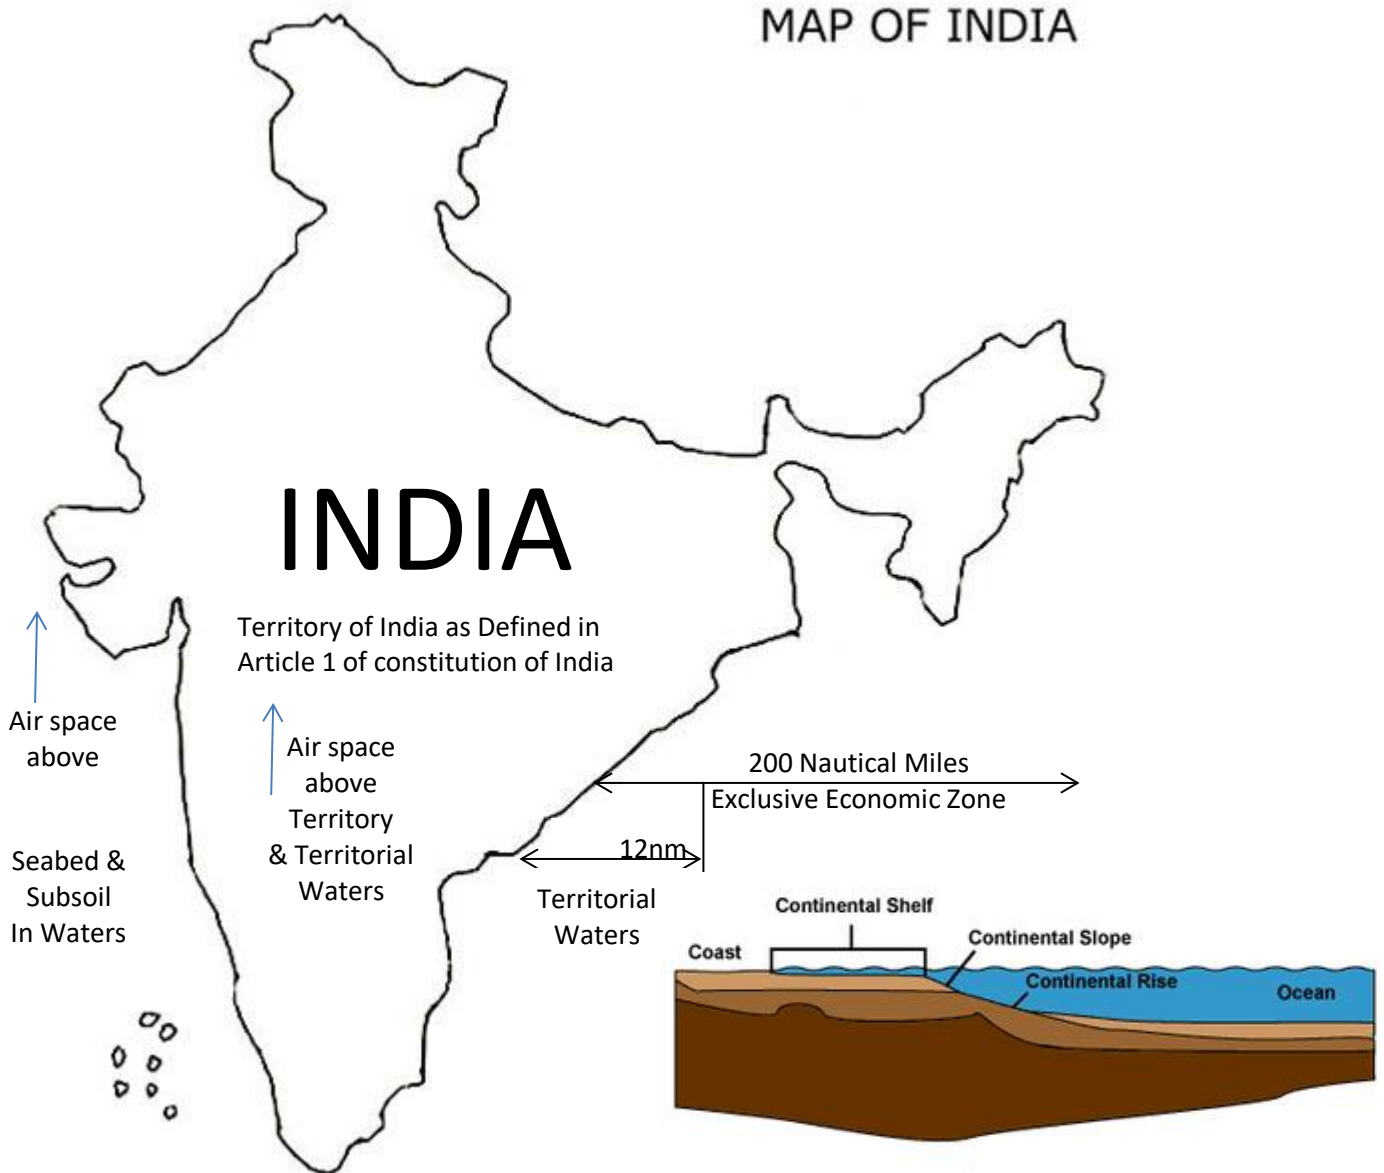 MAP OF INDIA
INDIA
Territory of India as Defined in
Article 1 of constitution of India
Air space
above
Air space
above
Territory
& Territorial
Waters
200 Nautical Miles
Exclusive Economic Zone
12nm
Territorial
Waters
Seabed &
Subsoil
In Waters
Continental Shelf
Continental Slope
Coast
Continental Rise
Ocean